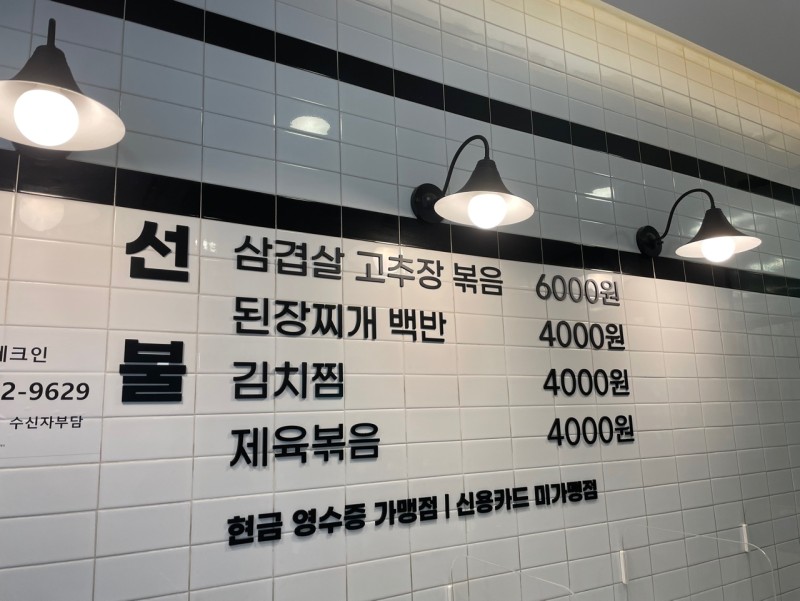 선불
삼겹살 고추장 볶음 6000원
된장찌개 백반 4000원
김치찜 4000원
제육볶음 4000원
현금 영수증 가맹점 | 신용카드 미가맹점
체크인
2-9629
수신자부담